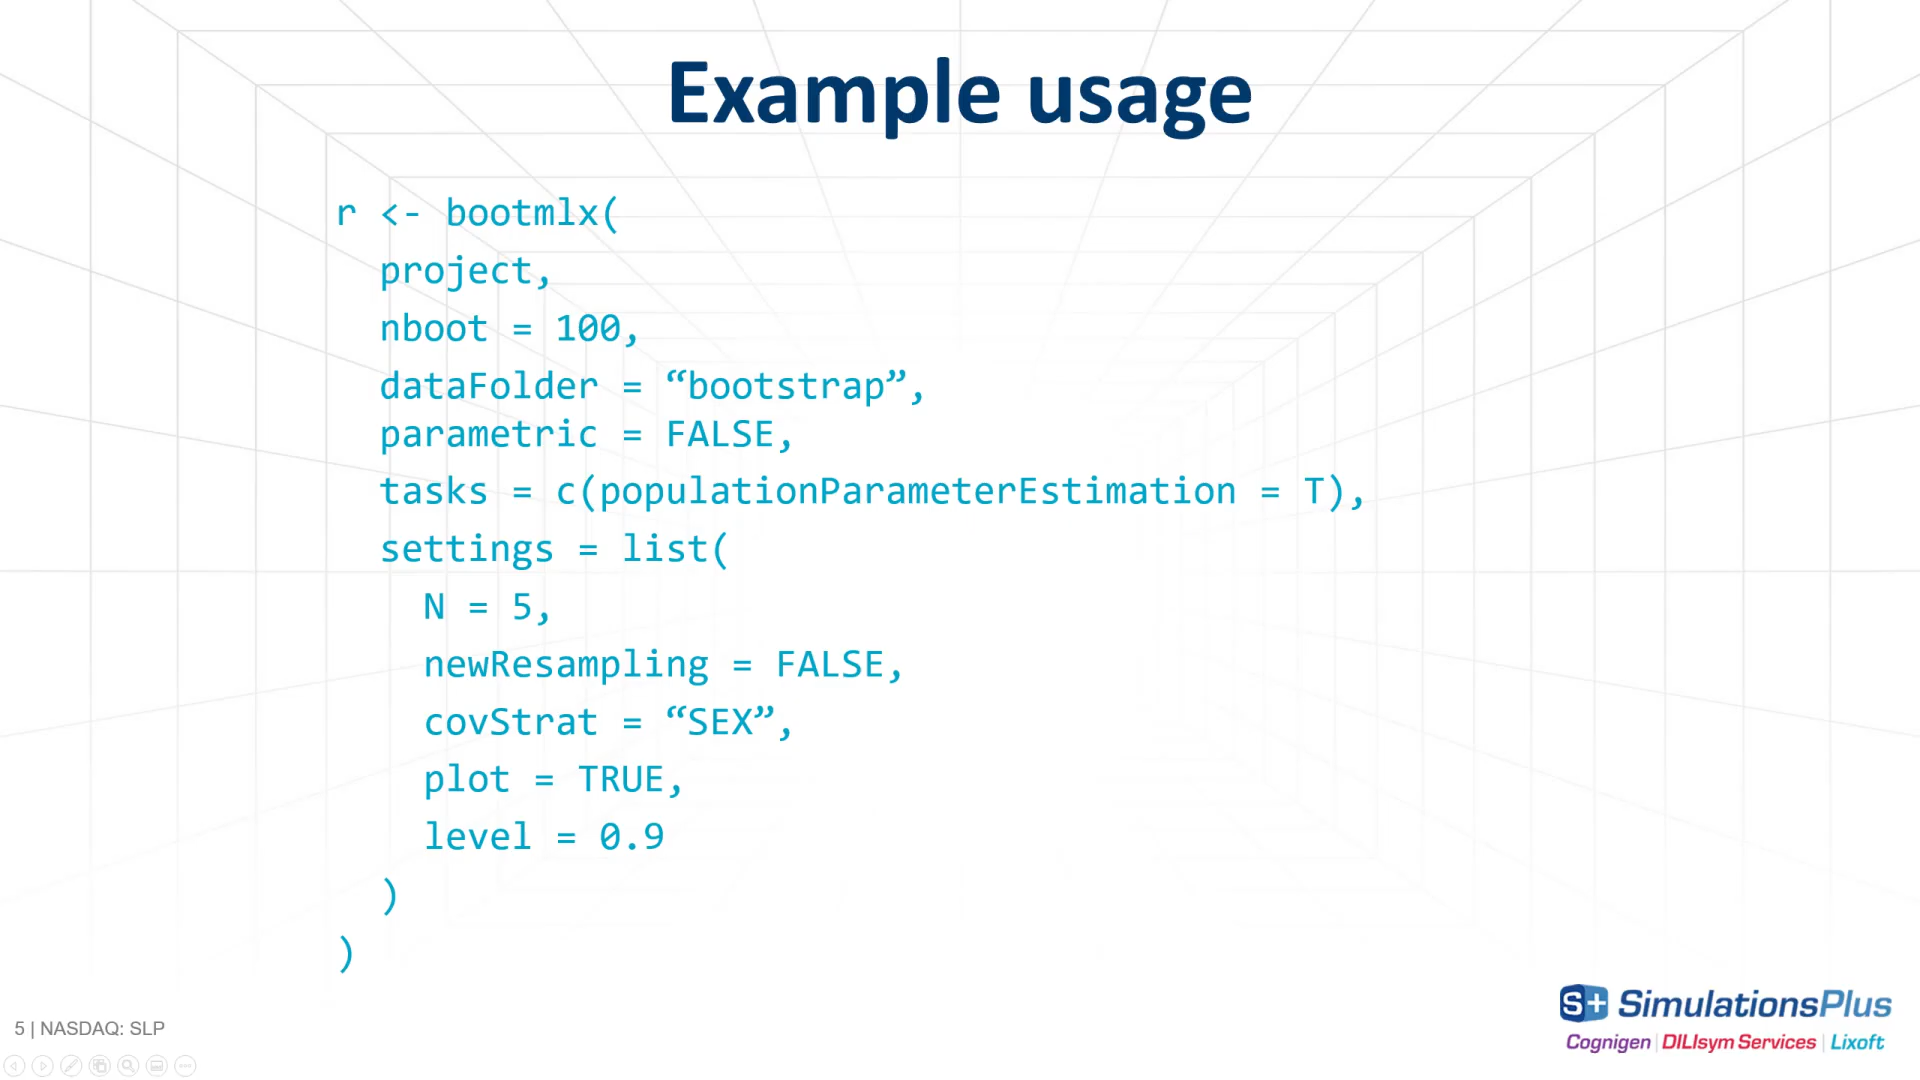 Example usage
r <- bootmlx(
project,
nboot = 100,
dataFolder = “bootstrap”,
parametric = FALSE,
tasks = c(populationParameterEstimation = T),
settings = list(
N = 5,
newResampling = FALSE,
covStrat = “SEX”,
plot = TRUE,
level = 0.9
)
)
S+ SimulationsPlus
Cognigen | DILIsym Services | Lixoft
5 | NASDAQ: SLP